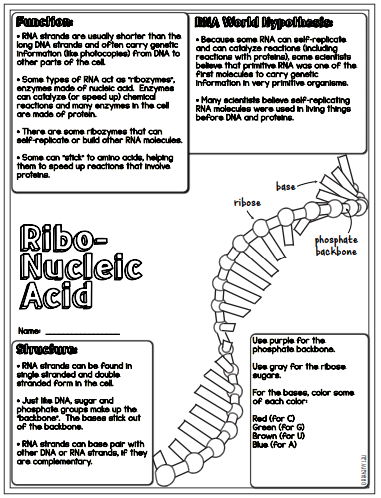 Function:
• RNA strands are usually shorter than the
long DNA strands and often carry genetic
information (like photocopies) from DNA to
other parts of the cell.
• Some types of RNA act as "ribozymes",
enzymes made of nucleic acid. Enzymes
can catalyze (or speed up) chemical
reactions and many enzymes in the cell
are made of protein.
• There are some ribozymes that can
self-replicate or build other RNA molecules.
• Some can "stick" to amino acids, helping
them to speed up reactions that involve
proteins.
RNA World Hypothesis:
• Because some RNA can self-replicate
and can catalyze reactions (including
reactions with proteins), some scientists
believe that primitive RNA was one of the
first molecules to carry genetic
information in very primitive organisms.
• Many scientists believe self-replicating
RNA molecules were used in living things
before DNA and proteins.
base
ribose
phosphate
backbone
Ribo-
Nucleic
Acid
Name:
Structure:
• RNA strands can be found in
single stranded and double
stranded form in the cell.
• Just like DNA, sugar and
phosphate groups make up the
"backbone". The bases stick out
of the backbone.
• RNA strands can base pair with
other DNA or RNA strands, if they
are complementary.
Use purple for the
phosphate backbone.
Use gray for the ribose
sugars.
For the bases, color some
of each color:
Red (for C)
Green (for G)
Brown (for U)
Blue (for A)